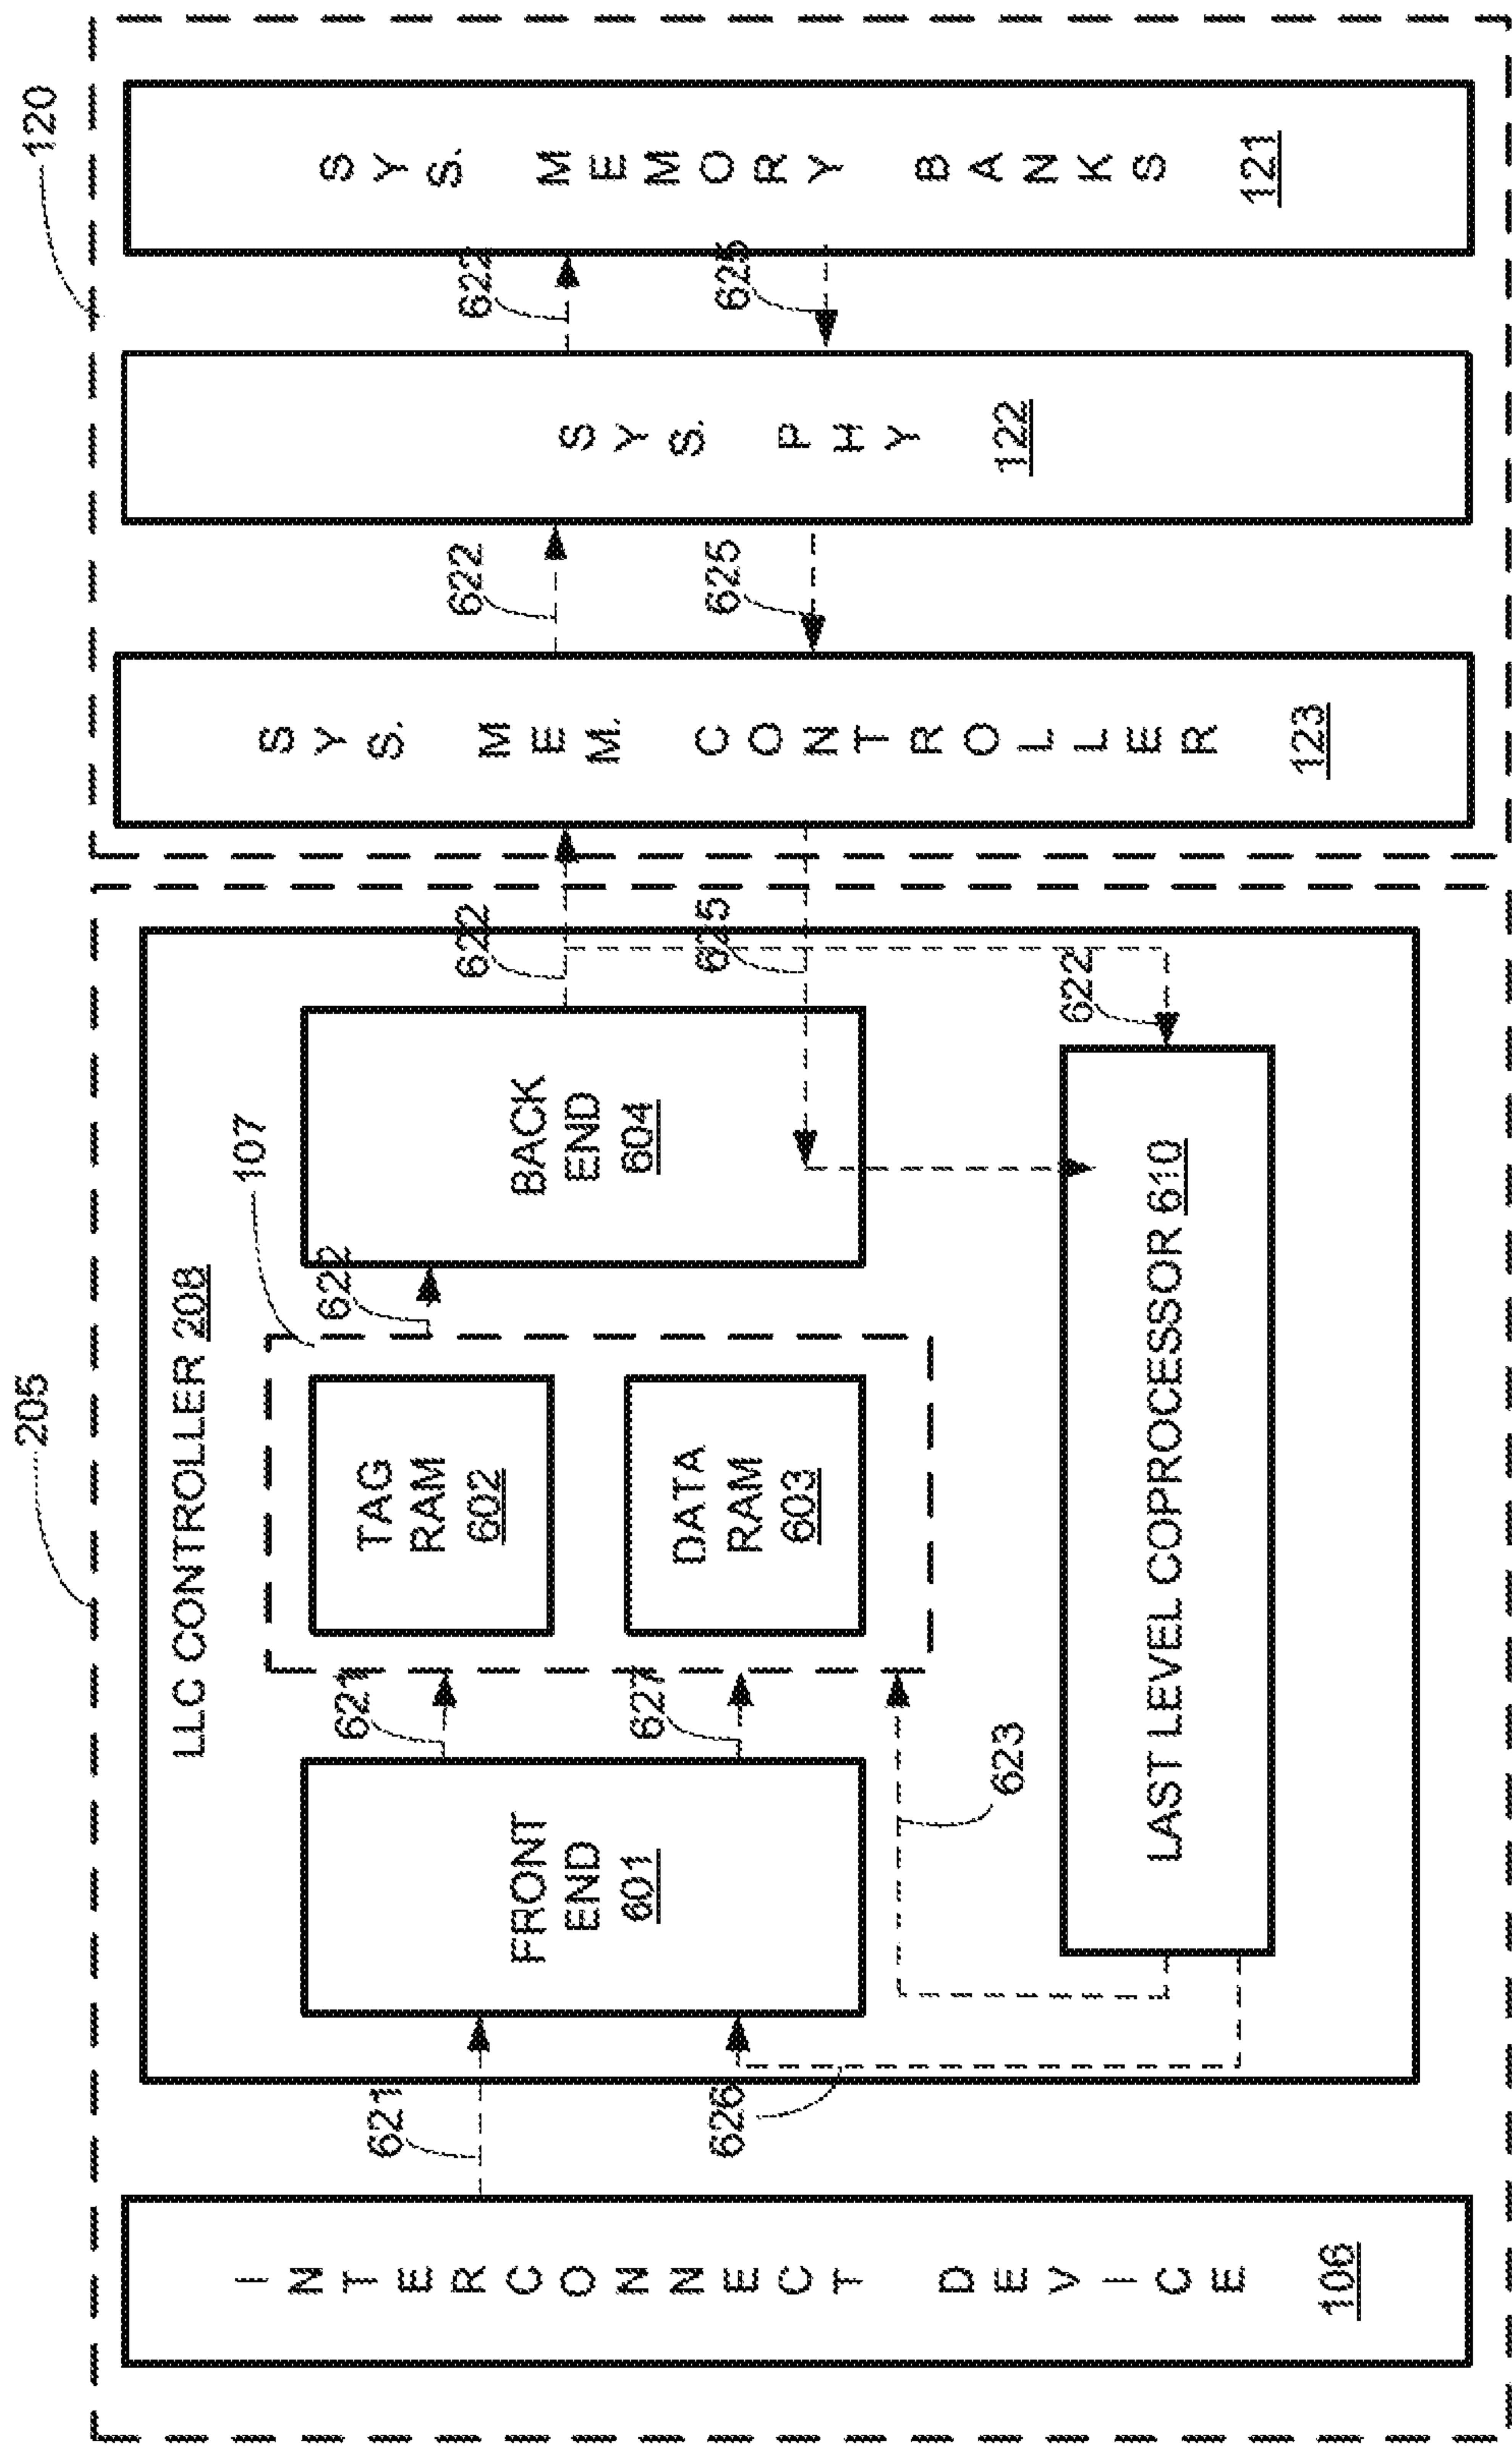 205
120
LLC CONTROLLER 208
107
INTERCONNECT DEVICE
106
621
626
FRONT
END
601
621
627
623
TAG
RAM
602
DATA
RAM
603
622
BACK
END
604
LAST LEVEL COPROCESSOR 610
622
625
622
SYS. MEM. CONTROLLER
123
622
625
SYS. PHY
122
622
625
SYS. MEMORY BANKS
121